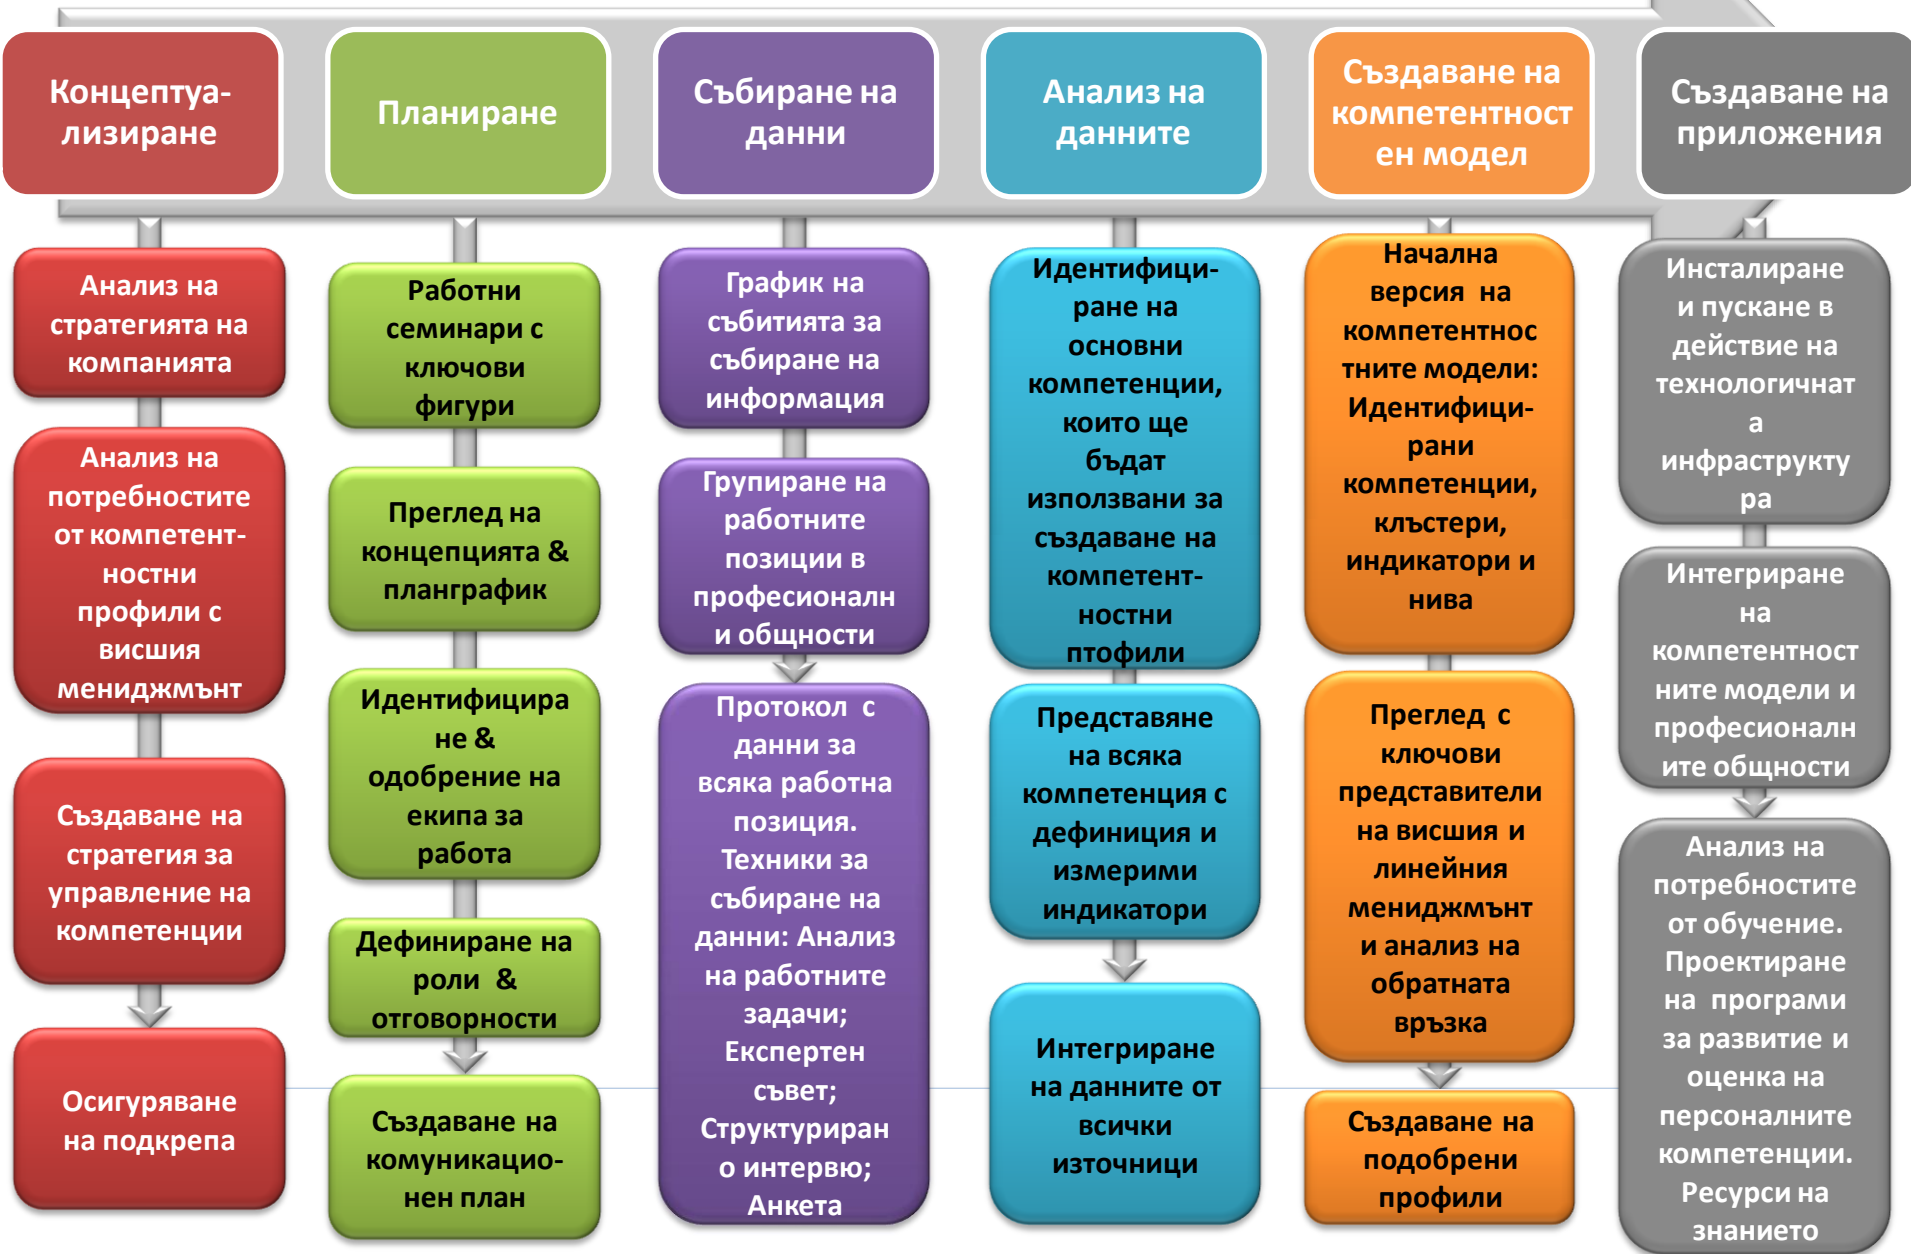 Концептуа-
лизиране
Планиране
Събиране на
данни
Анализ на
данните
Създаване на
компетентност
ен модел
Създаване на
приложения
Анализ на
стратегията на
компанията
Анализ на
потребностите
от компетент-
ностни
профили с
висшия
мениджмънт
Създаване на
стратегия за
управление на
компетенции
Осигуряване
на подкрепа
Работни
семинари с
ключови
фигури
Преглед на
концепцията &
планграфик
Идентифицира
не &
одобрение на
екипа за
работа
Дефиниране на
роли &
отговорности
Създаване на
комуникацио-
нен план
График на
събитията за
събиране на
информация
Групиране на
работните
позиции в
професионалн
и общности
Протокол с
данни за
всяка работна
позиция.
Техники за
събиране на
данни: Анализ
на работните
задачи;
Експертен
съвет;
Структуриран
о интервю;
Анкета
Идентифици-
ране на
основни
компетенции,
които ще
бъдат
използвани за
създаване на
компетент-
ностни
птофили
Представяне
на всяка
компетенция с
дефиниция и
измерими
индикатори
Интегриране
на данните от
всички
източници
Начална
версия на
компетентнос
тните модели:
Идентифици-
рани
компетенции,
клъстери,
индикатори и
нива
Преглед с
ключови
представители
на висшия и
линейния
мениджмънт
и анализ на
обратната
връзка
Създаване на
подобрени
профили
Инсталиране
и пускане в
действие на
технологичнат
а
инфраструкту
ра
Интегриране
на
компетентност
ните модели и
професионалн
ите общности
Анализ на
потребностите
от обучение.
Проектиране
на програми
за развитие и
оценка на
персоналните
компетенции.
Ресурси на
знанието